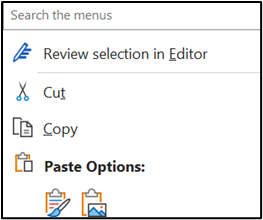 Search the menus
Review selection in Editor
Cut
Copy
Paste Options: